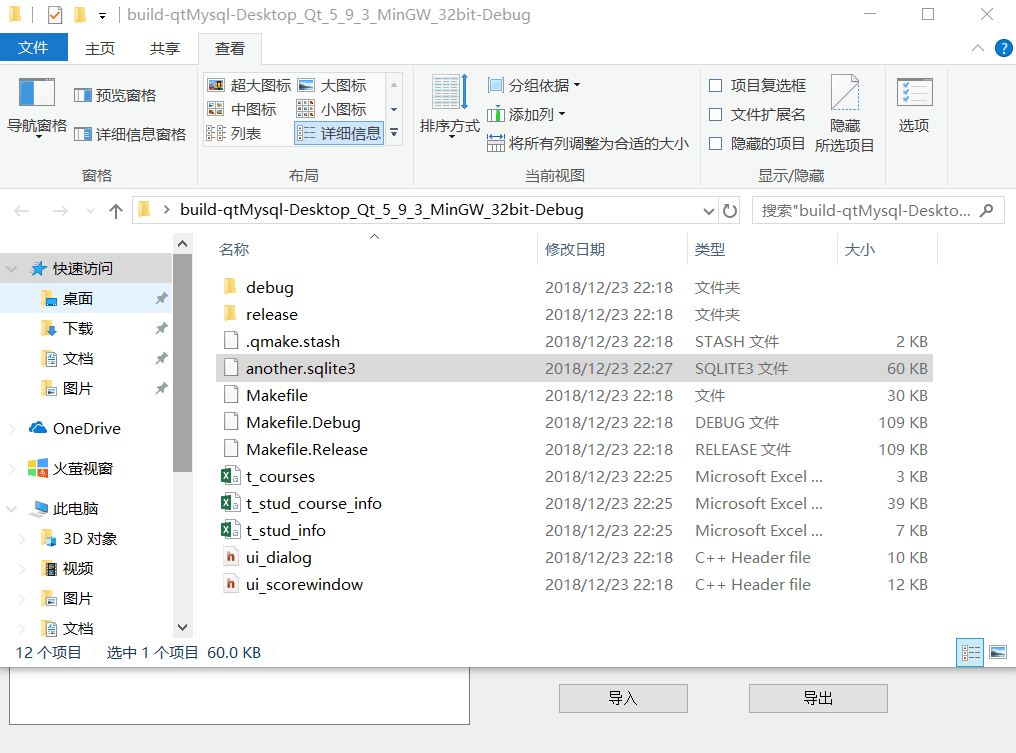 build-qtMysql-Desktop_Qt_5_9_3_MinGW_32bit-Debug
文件 主页 共享 查看
导航窗格 预览窗格 详细信息窗格
窗格
超大图标 大图标
中图标 小图标
列表 详细信息
布局
排序方式 分组依据
添加列
将所有列调整为合适的大小
当前视图
项目复选框
文件扩展名
隐藏的项目
隐藏
所选项目
显示/隐藏
选项
build-qtMysql-Desktop_Qt_5_9_3_MinGW_32bit-Debug
搜索"build-qtMysql-Deskto...
快速访问
桌面
下载
文档
图片
OneDrive
火萤视窗
此电脑
3D 对象
视频
图片
文档
名称 修改日期 类型 大小
debug 2018/12/23 22:18 文件夹
release 2018/12/23 22:18 文件夹
.qmake.stash 2018/12/23 22:18 STASH 文件 2 KB
another.sqlite3 2018/12/23 22:27 SQLITE3 文件 60 KB
Makefile 2018/12/23 22:18 文件 30 KB
Makefile.Debug 2018/12/23 22:18 DEBUG 文件 109 KB
Makefile.Release 2018/12/23 22:18 RELEASE 文件 109 KB
t_courses 2018/12/23 22:25 Microsoft Excel ... 3 KB
t_stud_course_info 2018/12/23 22:25 Microsoft Excel ... 39 KB
t_stud_info 2018/12/23 22:25 Microsoft Excel ... 7 KB
ui_dialog 2018/12/23 22:18 C++ Header file 10 KB
ui_scorewindow 2018/12/23 22:18 C++ Header file 12 KB
12 个项目 选中 1 个项目 60.0 KB
导入 导出